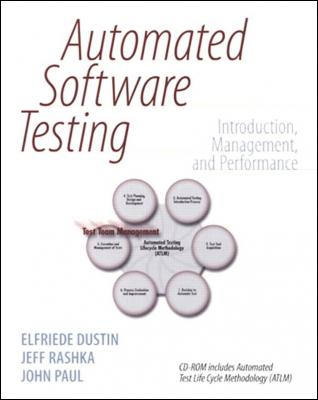 Automated
Software
Testing
Introduction,
Management,
and Performance
4. Test Planning,
Design and
Development
3. Automated Testing
Introduction Process
Test Team Management
5. Execution and
Management of Tests
Automated Testing
Lifecycle Methodology
(ATLM)
2. Test Tool
Acquisition
6. Process Evaluation
and Improvement
1. Decision to
Automate Test
ELFRIEDE DUSTIN
JEFF RASHKA
JOHN PAUL
CD-ROM includes Automated
Test Life Cycle Methodology (ATLM)